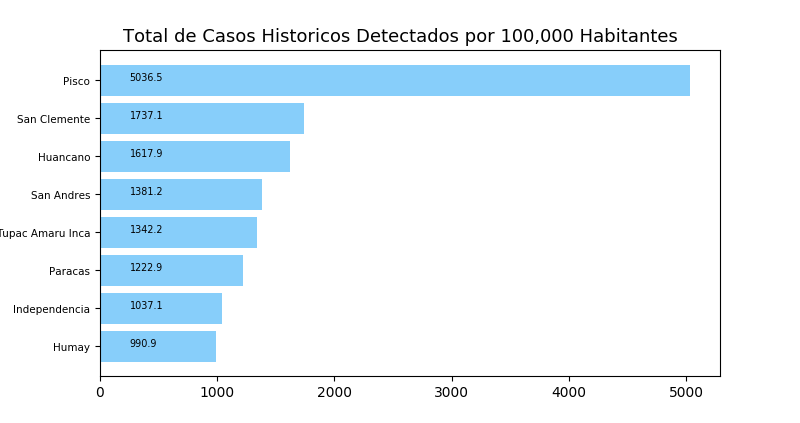 Total de Casos Historicos Detectados por 100,000 Habitantes
Pisco 5036.5
San Clemente 1737.1
Huancano 1617.9
San Andres 1381.2
Tupac Amaru Inca 1342.2
Paracas 1222.9
Independencia 1037.1
Humay 990.9
0 1000 2000 3000 4000 5000